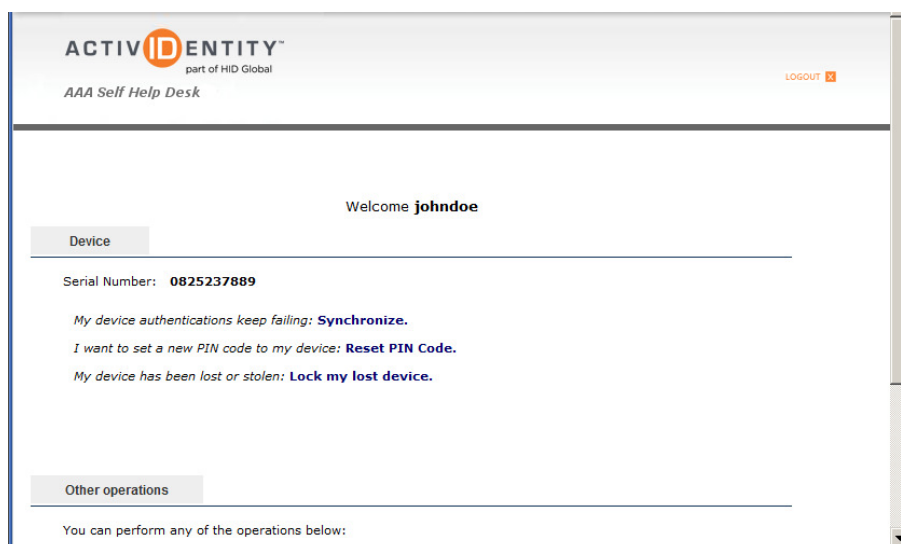 ACTIVIDENTITY™
part of HID Global
AAA Self Help Desk
LOGOUT X
Welcome johndoe
Device
Serial Number: 0825237889
My device authentications keep failing: Synchronize.
I want to set a new PIN code to my device: Reset PIN Code.
My device has been lost or stolen: Lock my lost device.
Other operations
You can perform any of the operations below: